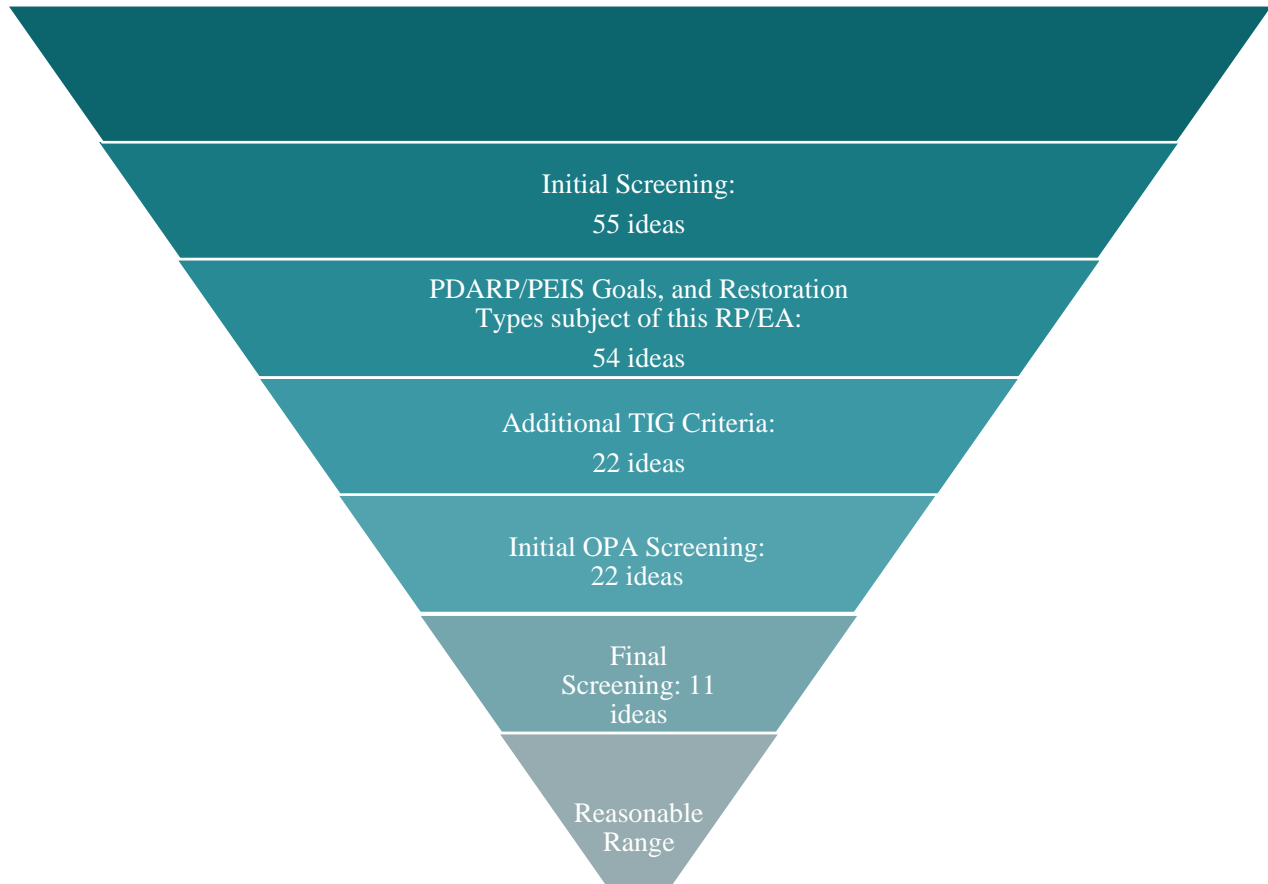 Initial Screening:
55 ideas
PDARP/PEIS Goals, and Restoration
Types subject of this RP/EA:
54 ideas
Additional TIG Criteria:
22 ideas
Initial OPA Screening:
22 ideas
Final
Screening: 11
ideas
Reasonable
Range